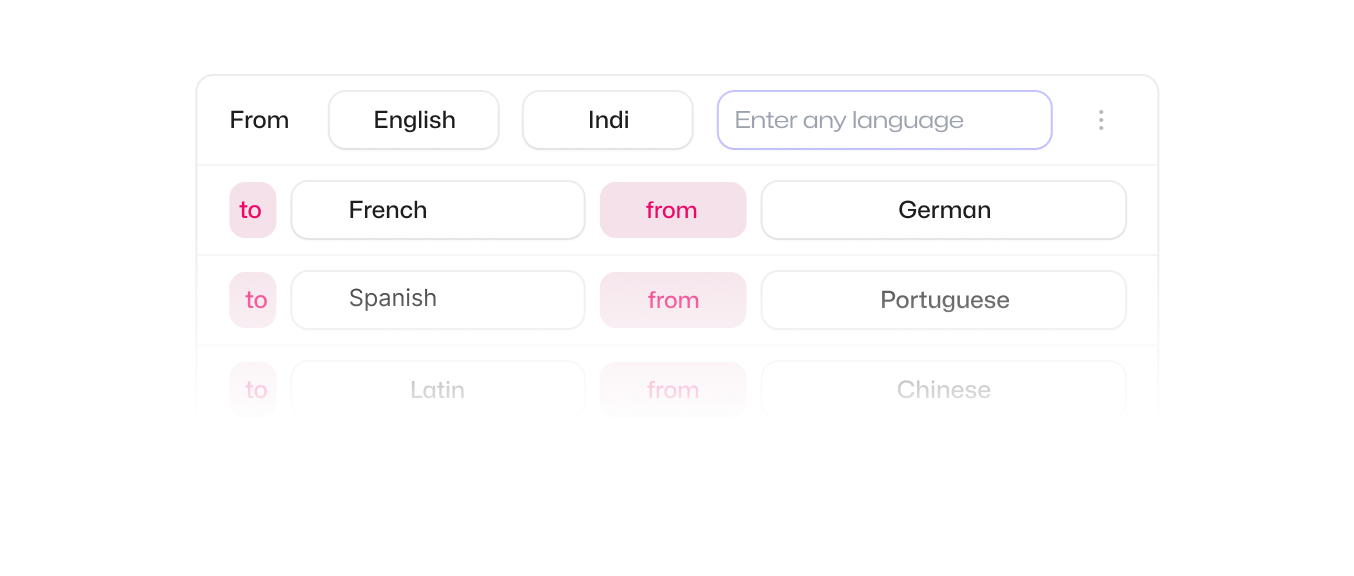 From English Indi Enter any language
to French from German
to Spanish from Portuguese
to Latin from Chinese